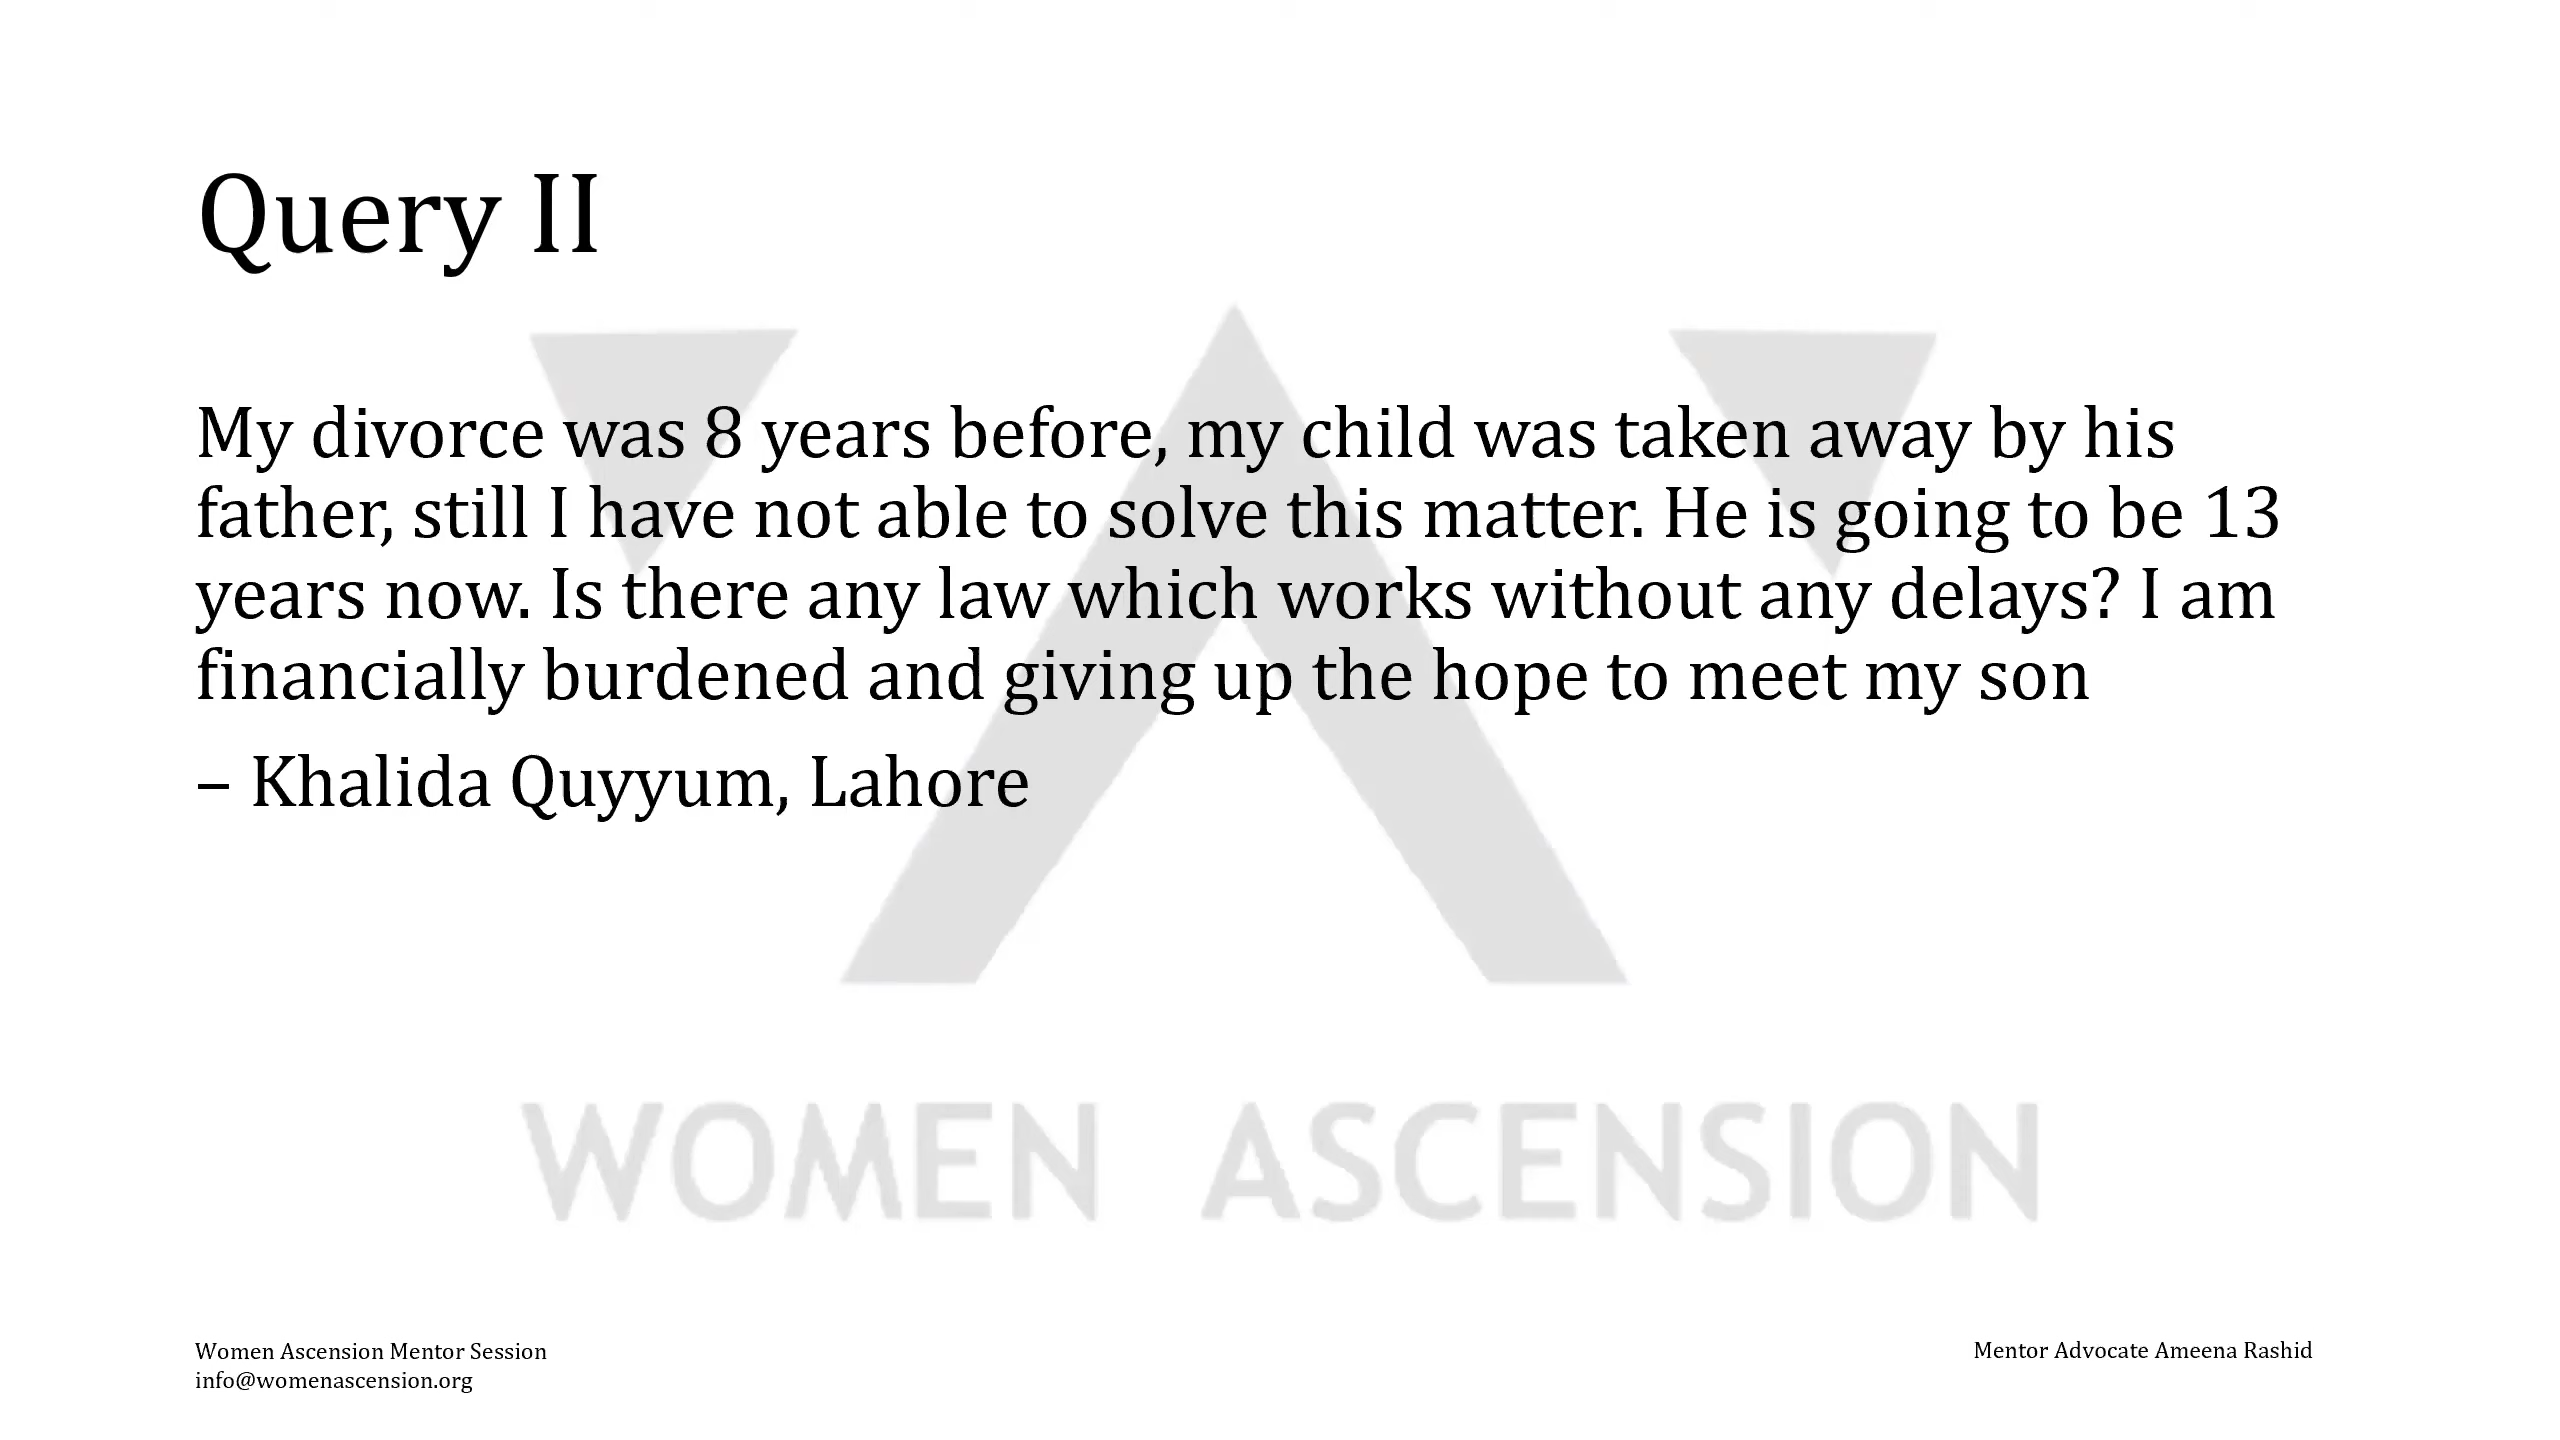 Query II
My divorce was 8 years before, my child was taken away by his
father, still I have not able to solve this matter. He is going to be 13
years now. Is there any law which works without any delays? I am
financially burdened and giving up the hope to meet my son
– Khalida Quyyum, Lahore
WOMEN ASCENSION
Women Ascension Mentor Session
info@womenascension.org
Mentor Advocate Ameena Rashid